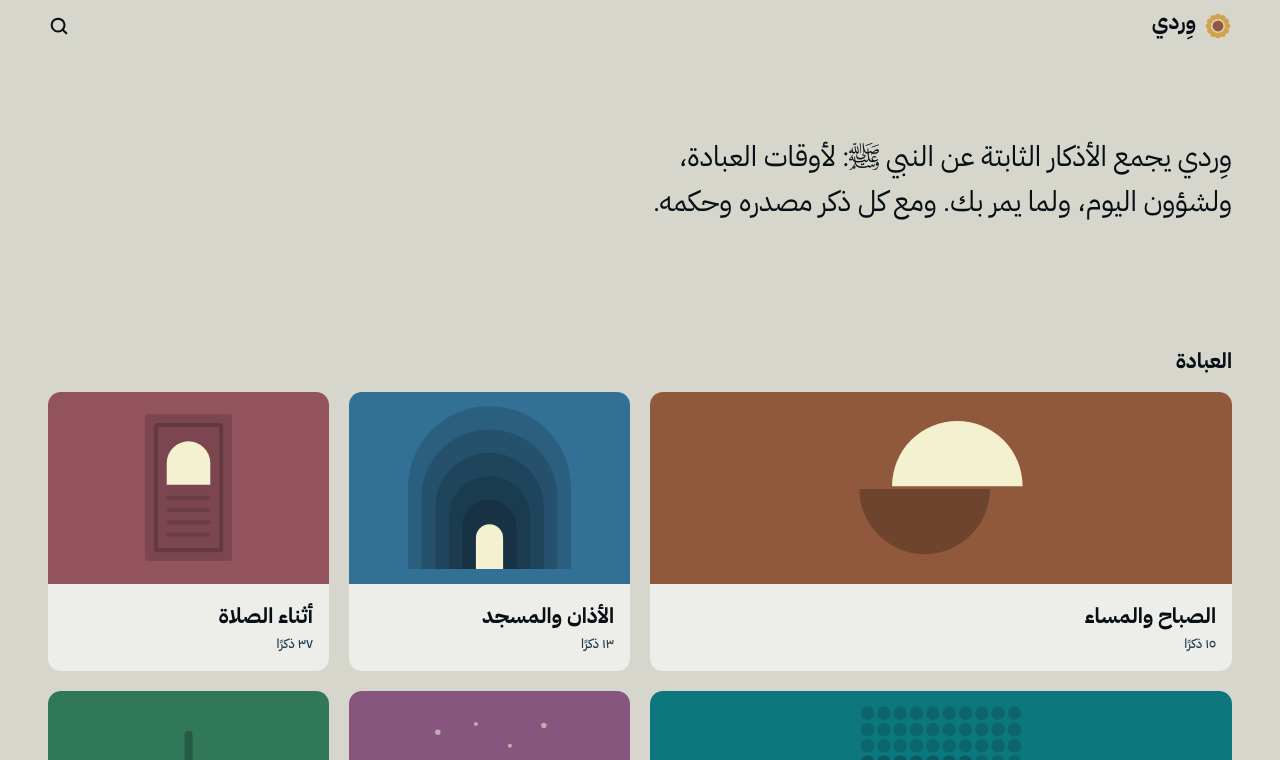 وِردي
وِردي يجمع الأذكار الثابتة عن النبي ﷺ: لأوقات العبادة،
ولشؤون اليوم، ولما يمر بك. ومع كل ذكر مصدره وحكمه.
العبادة
الصباح والمساء
١٥ ذكرًا
الأذان والمسجد
١٣ ذكرًا
أثناء الصلاة
٣٧ ذكرًا